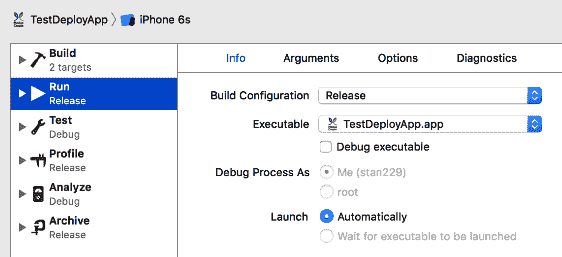 TestDeployApp iPhone 6s
Build
2 targets
Run
Release
Test
Debug
Profile
Release
Analyze
Debug
Archive
Release
Info Arguments Options Diagnostics
Build Configuration Release
Executable TestDeployApp.app
Debug executable
Debug Process As Me (stan229)
root
Launch Automatically
Wait for executable to be launched